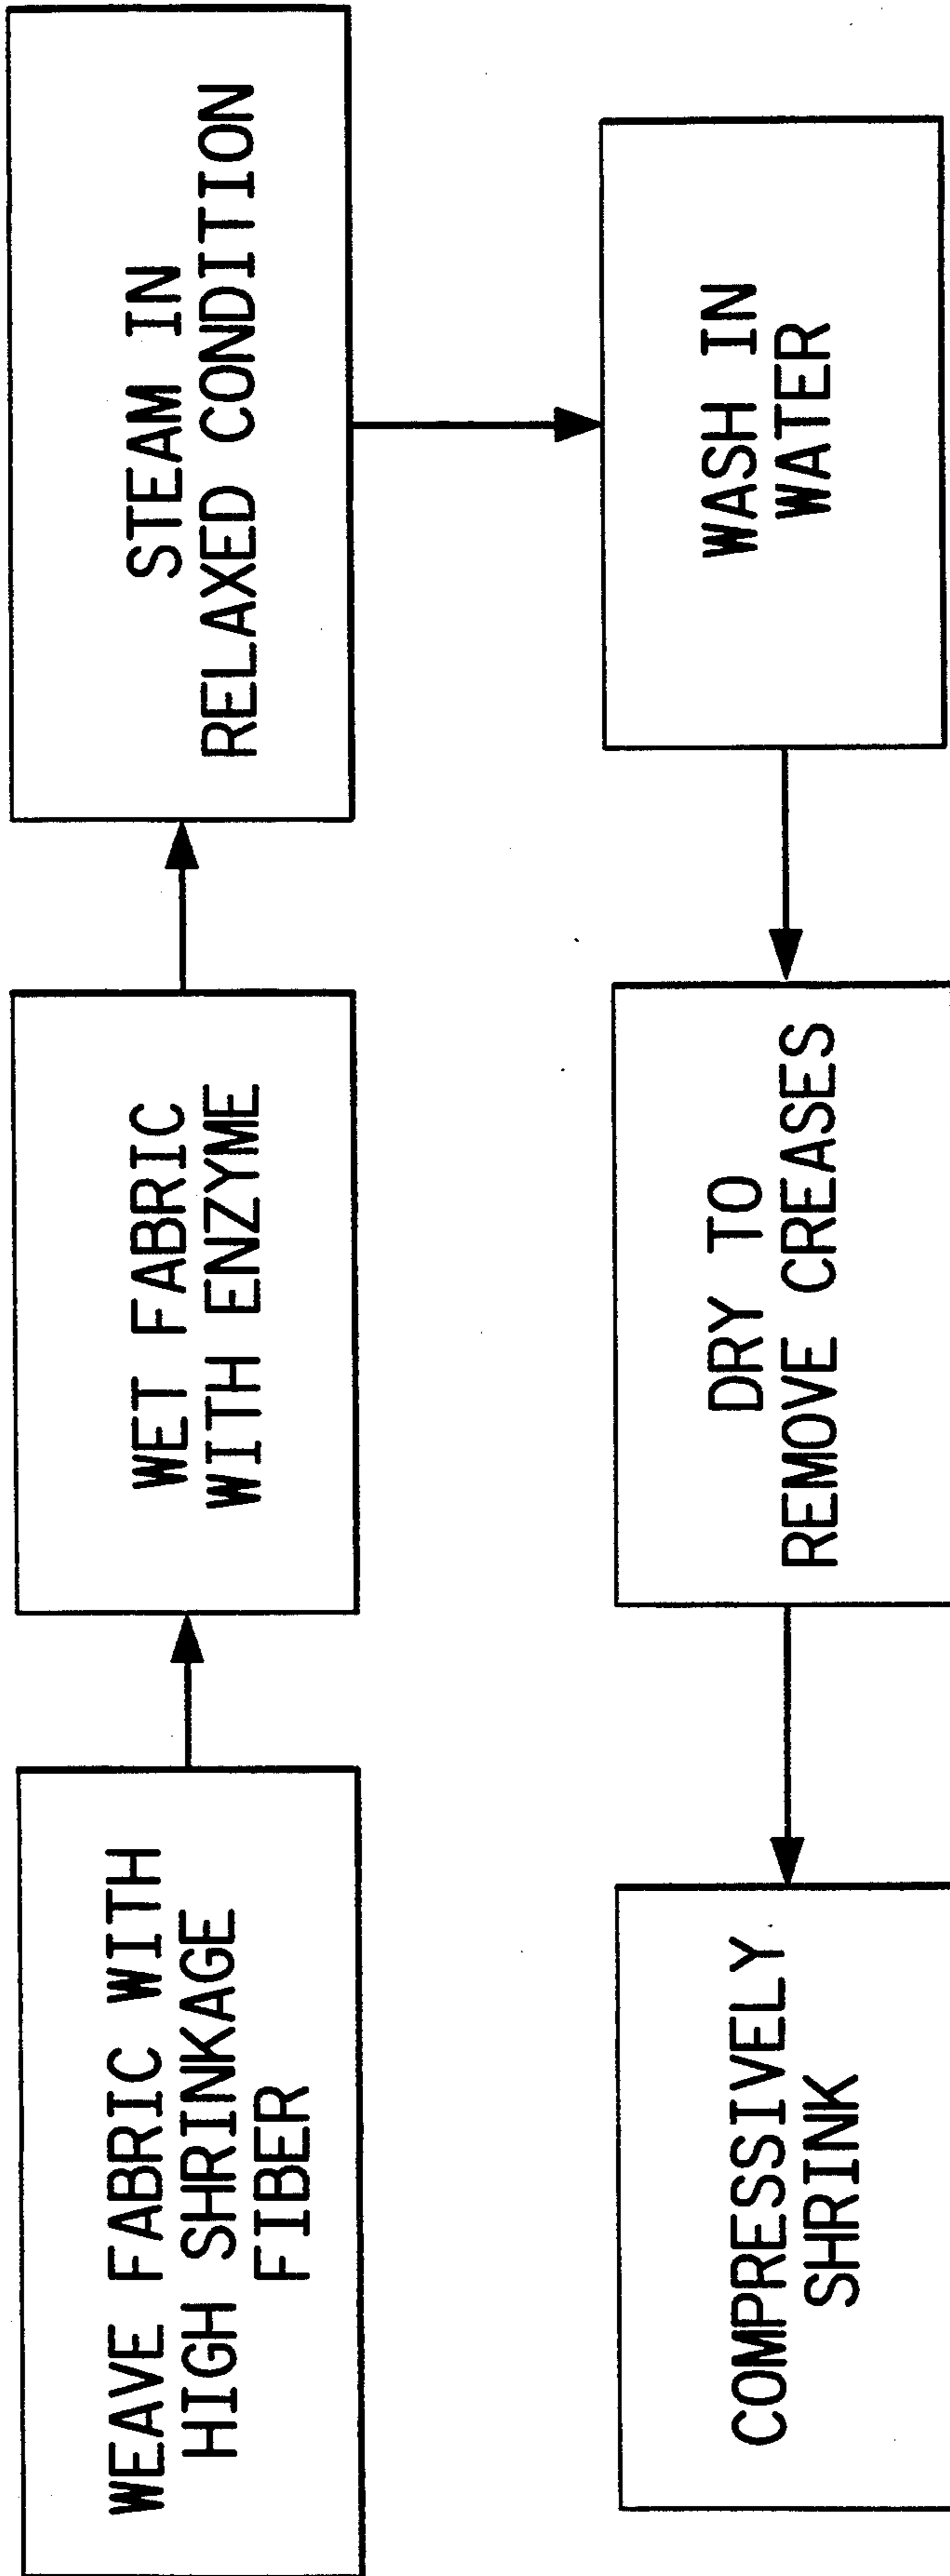 WEAVE FABRIC WITH
HIGH SHRINKAGE
FIBER
WET FABRIC
WITH ENZYME
STEAM IN
RELAXED CONDITION
WASH IN
WATER
DRY TO
REMOVE CREASES
COMPRESSIVELY
SHRINK